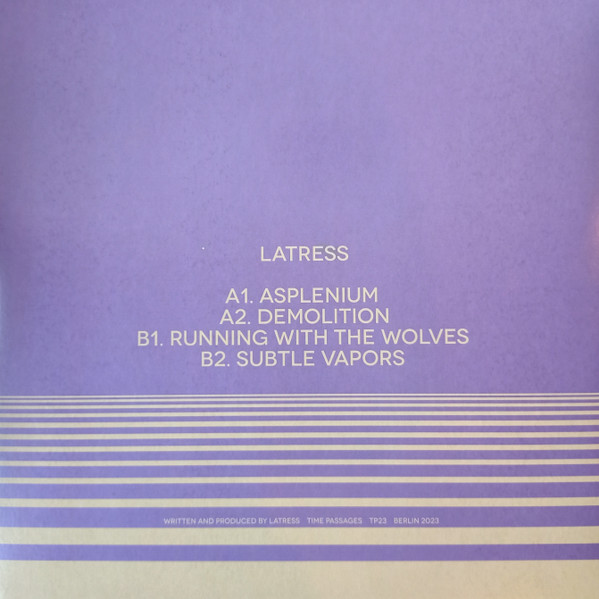 LATRESS
A1. ASPLENIUM
A2. DEMOLITION
B1. RUNNING WITH THE WOLVES
B2. SUBTLE VAPORS
WRITTEN AND PRODUCED BY LATRESS TIME PASSAGES TP23 BERLIN 2023